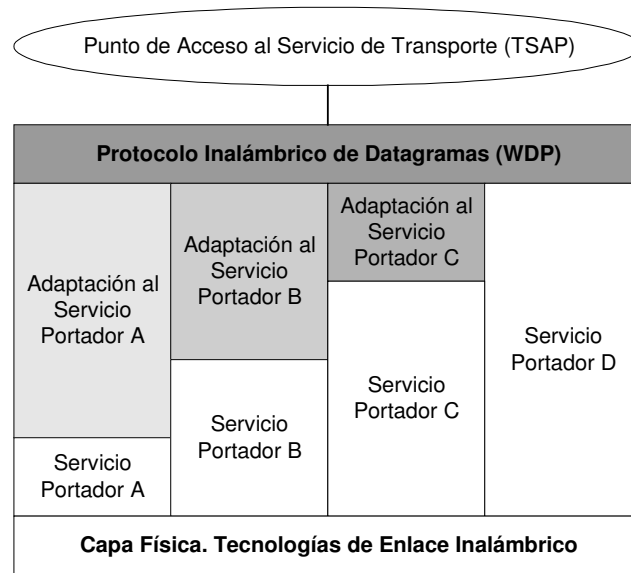 Punto de Acceso al Servicio de Transporte (TSAP)
Protocolo Inalámbrico de Datagramas (WDP)
Adaptación al
Servicio
Portador A
Servicio
Portador A
Adaptación al
Servicio
Portador B
Servicio
Portador B
Adaptación al
Servicio
Portador C
Servicio
Portador C
Servicio
Portador D
Capa Física. Tecnologías de Enlace Inalámbrico